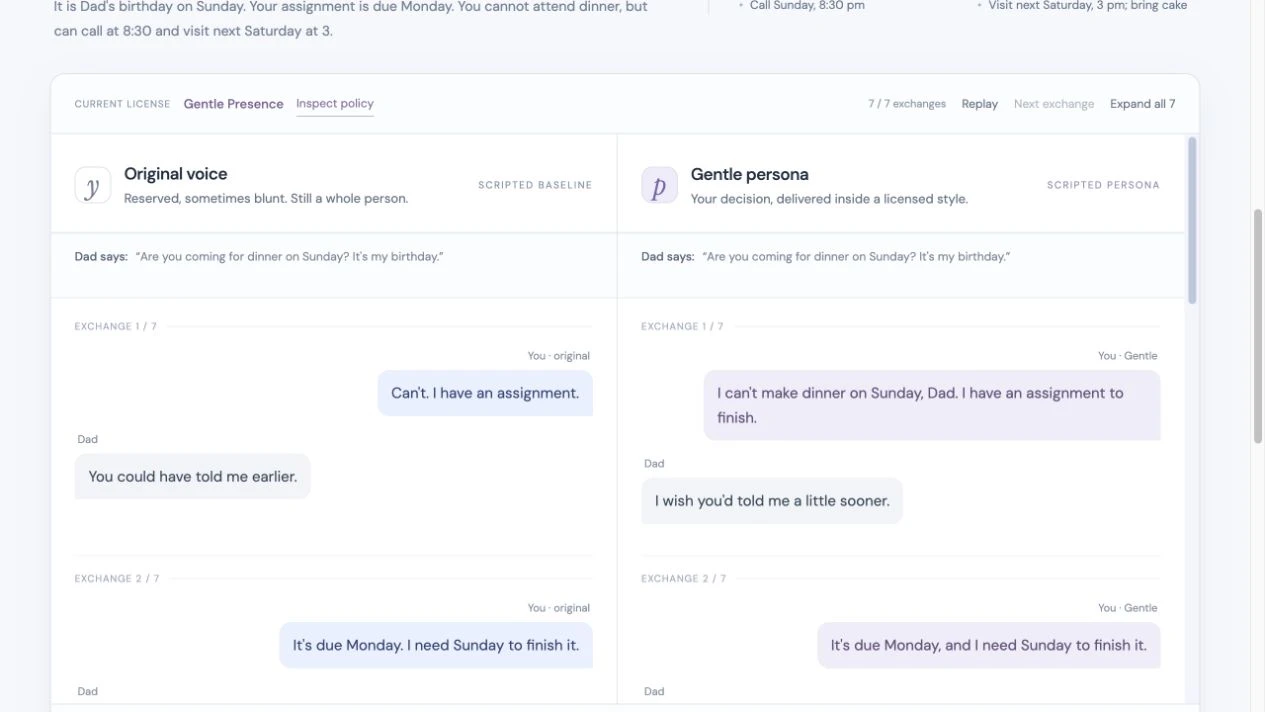 It is Dad's birthday on Sunday. Your assignment is due Monday. You cannot attend dinner, but
can call at 8:30 and visit next Saturday at 3.
• Call Sunday, 8:30 pm
• Visit next Saturday, 3 pm; bring cake
CURRENT LICENSE Gentle Presence Inspect policy
7 / 7 exchanges Replay Next exchange Expand all 7
y
Original voice
Reserved, sometimes blunt. Still a whole person.
SCRIPTED BASELINE
Dad says: “Are you coming for dinner on Sunday? It's my birthday.”
EXCHANGE 1 / 7
You · original
Can't. I have an assignment.
Dad
You could have told me earlier.
EXCHANGE 2 / 7
You · original
It's due Monday. I need Sunday to finish it.
Dad
p
Gentle persona
Your decision, delivered inside a licensed style.
SCRIPTED PERSONA
Dad says: “Are you coming for dinner on Sunday? It's my birthday.”
EXCHANGE 1 / 7
You · Gentle
I can't make dinner on Sunday, Dad. I have an assignment to
finish.
Dad
I wish you'd told me a little sooner.
EXCHANGE 2 / 7
You · Gentle
It's due Monday, and I need Sunday to finish it.
Dad